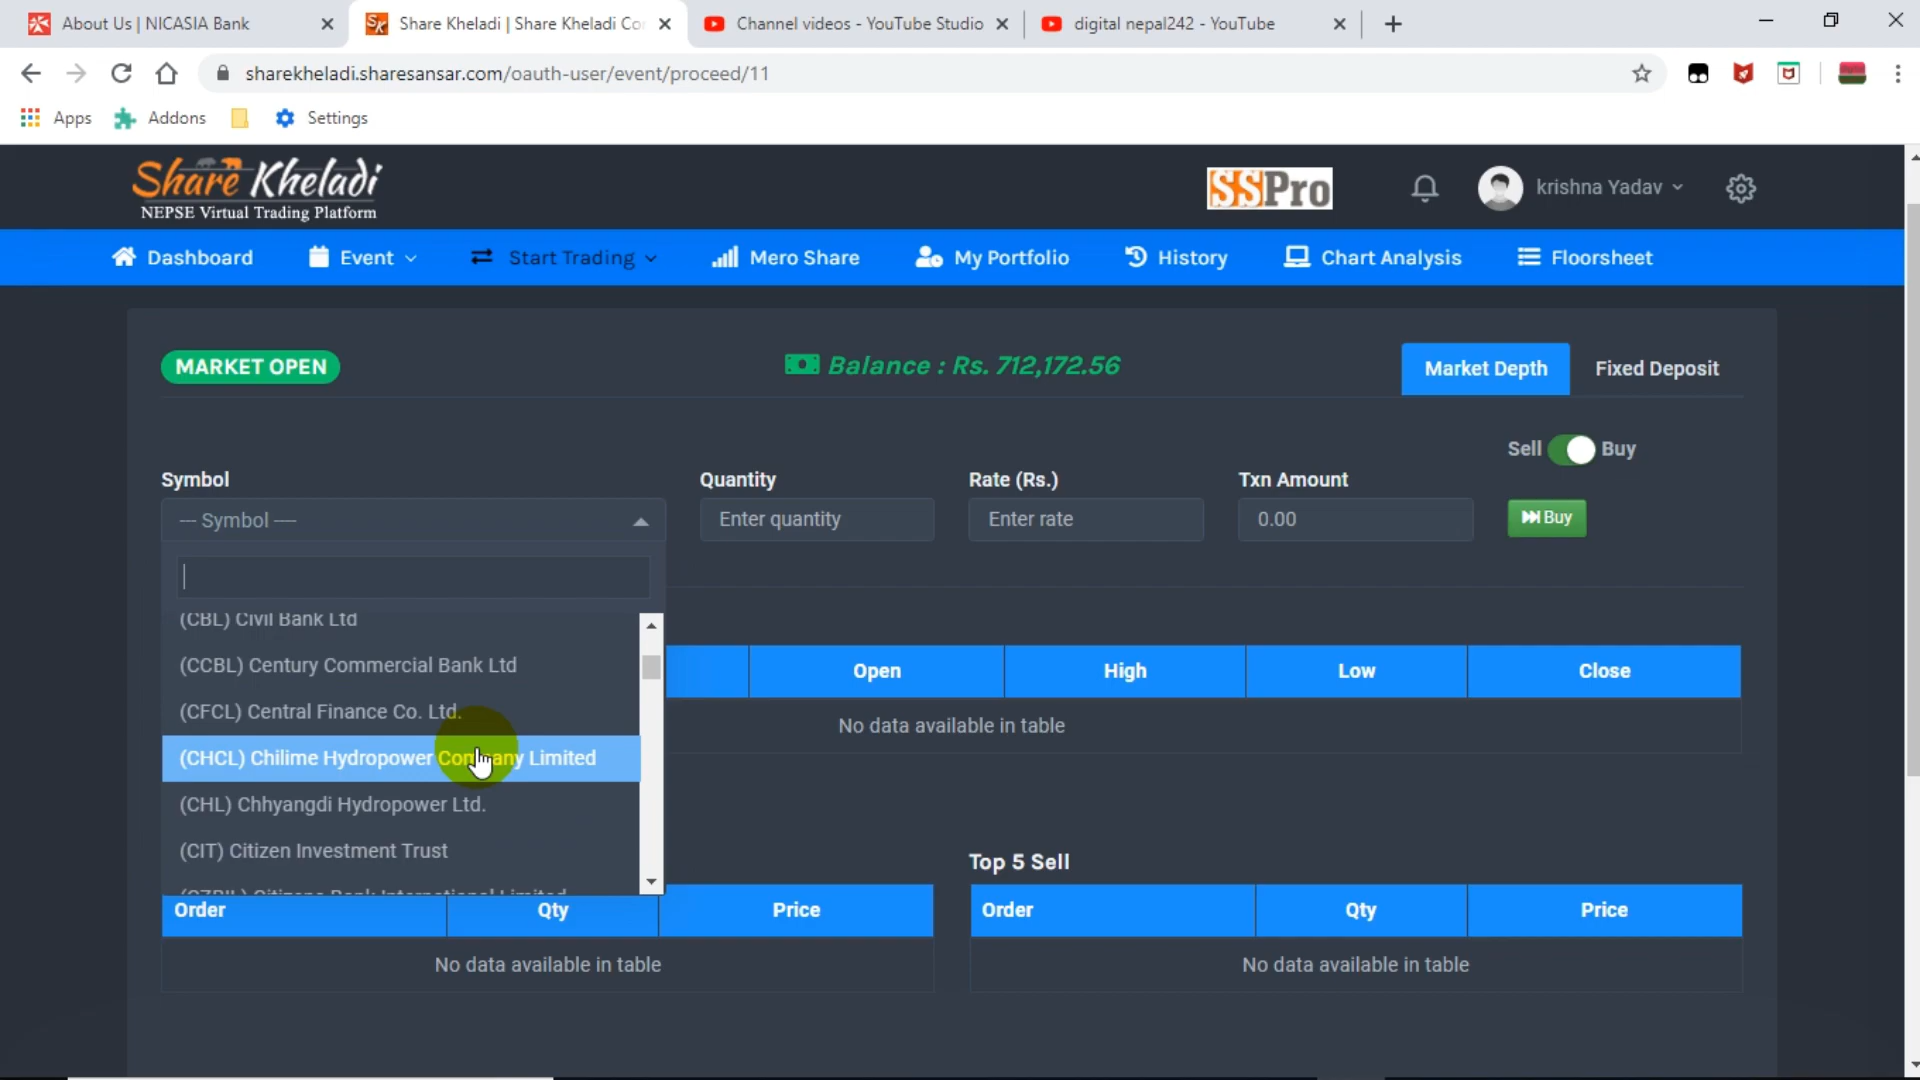 About Us | NICASIA Bank
Share Kheladi | Share Kheladi Co
Channel videos - YouTube Studio
digital nepal242 - YouTube
sharekheladi.sharesansar.com/oauth-user/event/proceed/11
Apps
Addons
Settings
Share Kheladi
NEPSE Virtual Trading Platform
SSPro
krishna Yadav
Dashboard
Event
Start Trading
Mero Share
My Portfolio
History
Chart Analysis
Floorsheet
MARKET OPEN
Balance : Rs. 712,172.56
Market Depth
Fixed Deposit
Sell
Buy
Symbol
Quantity
Rate (Rs.)
Txn Amount
--- Symbol ----
Enter quantity
Enter rate
0.00
Buy
(CBL) Civil Bank Ltd
(CCBL) Century Commercial Bank Ltd
(CFCL) Central Finance Co. Ltd.
(CHCL) Chilime Hydropower Company Limited
(CHL) Chhyangdi Hydropower Ltd.
(CIT) Citizen Investment Trust
(CZBIL) Citizens Bank International Limited
Open
High
Low
Close
No data available in table
Top 5 Sell
Order
Qty
Price
Order
Qty
Price
No data available in table
No data available in table